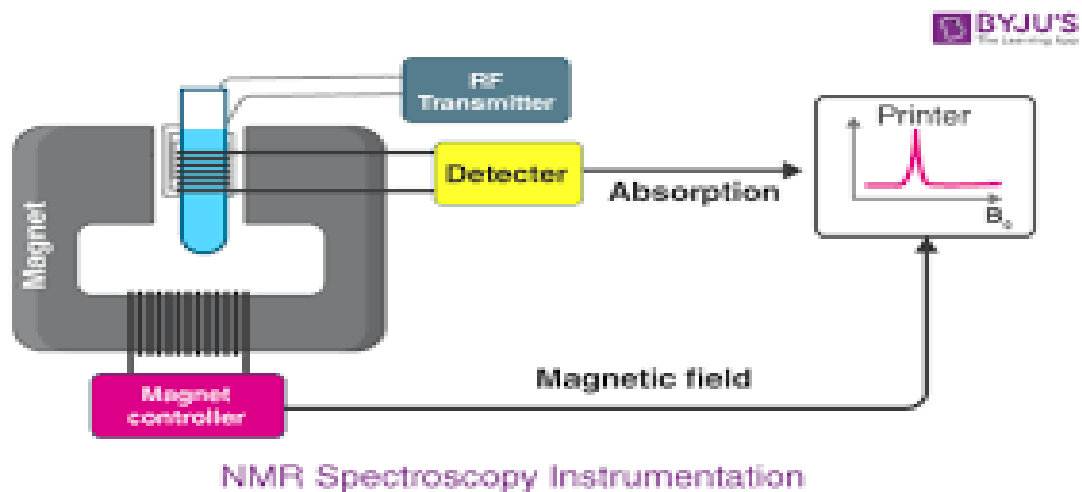 BYJU'S
The Learning App
RF
Transmitter
Printer
Detecter
Absorption
B₀
Magnet
Magnetic field
Magnet
controller
NMR Spectroscopy Instrumentation